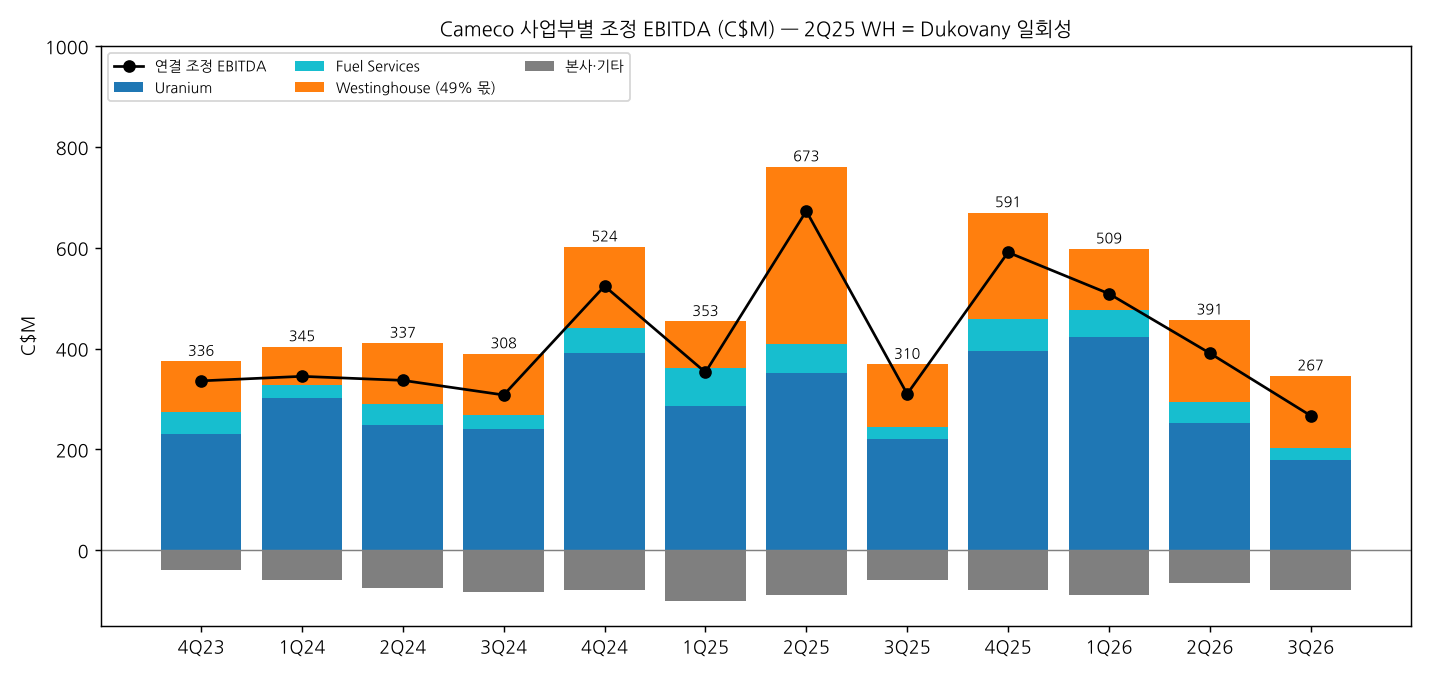 Cameco 사업부별 조정 EBITDA (C$M) — 2Q25 WH = Dukovany 일회성
연결 조정 EBITDA
Uranium
Fuel Services
Westinghouse (49% 몫)
본사·기타
C$M
1000
800
600
400
200
0
336
345
337
308
524
353
673
310
591
509
391
267
4Q23
1Q24
2Q24
3Q24
4Q24
1Q25
2Q25
3Q25
4Q25
1Q26
2Q26
3Q26